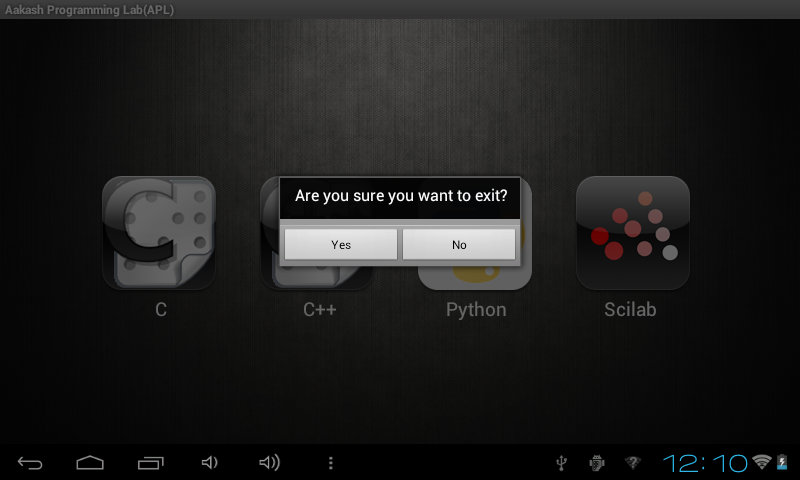 Aakash Programming Lab(APL)
Are you sure you want to exit?
Yes No
C C++ Python Scilab
12:10